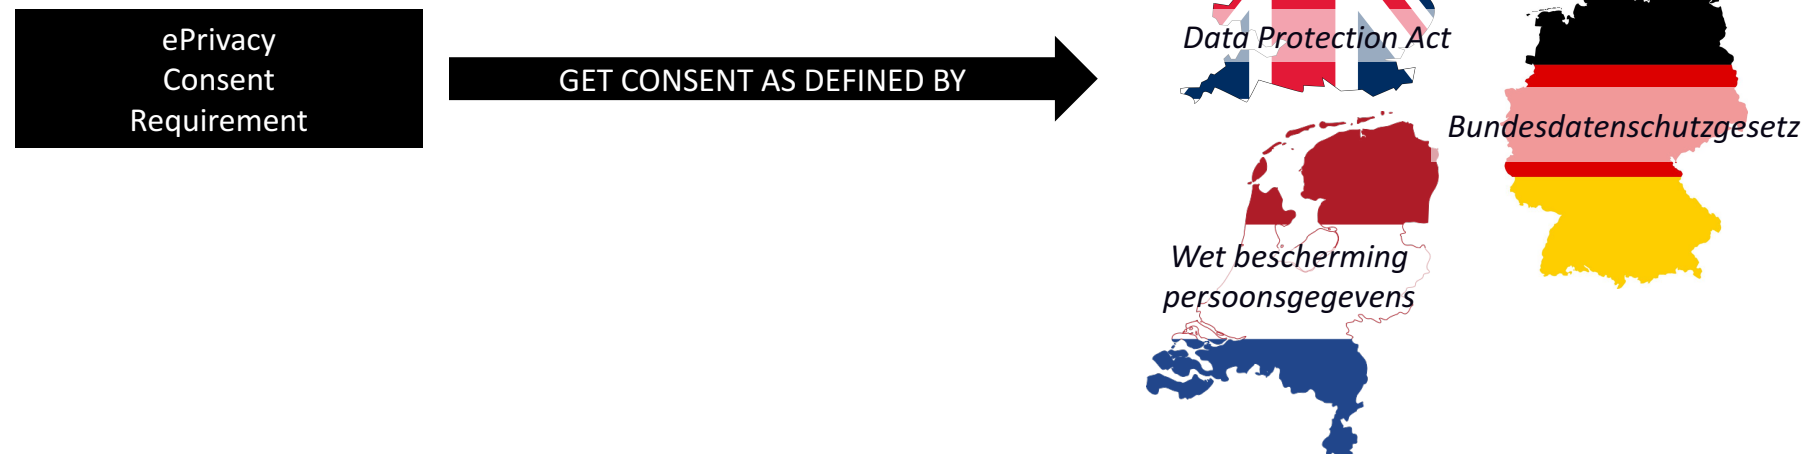 ePrivacy
Consent
Requirement
GET CONSENT AS DEFINED BY
Data Protection Act
Bundesdatenschutzgesetz
Wet bescherming
persoonsgegevens